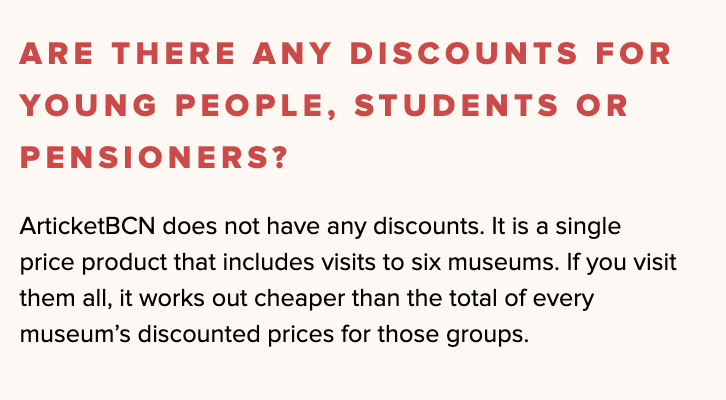 ARE THERE ANY DISCOUNTS FOR
YOUNG PEOPLE, STUDENTS OR
PENSIONERS?
ArticketBCN does not have any discounts. It is a single
price product that includes visits to six museums. If you visit
them all, it works out cheaper than the total of every
museum’s discounted prices for those groups.